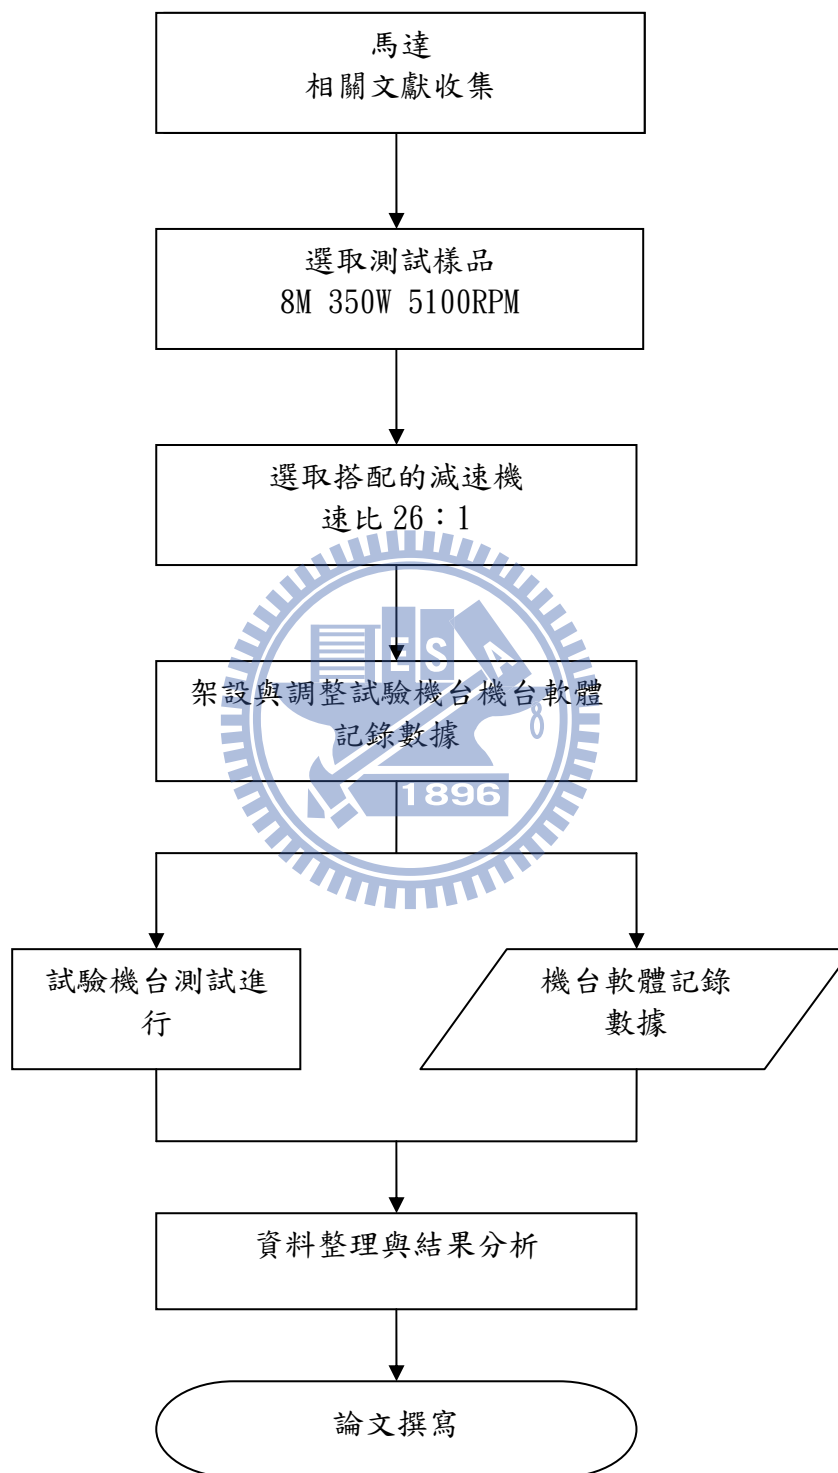 馬達
相關文獻收集
選取測試樣品
8M 350W 5100RPM
選取搭配的減速機
速比 26：1
架設與調整試驗機台機台軟體
記錄數據
E S A
8
1896
試驗機台測試進
行
機台軟體記錄
數據
資料整理與結果分析
論文撰寫